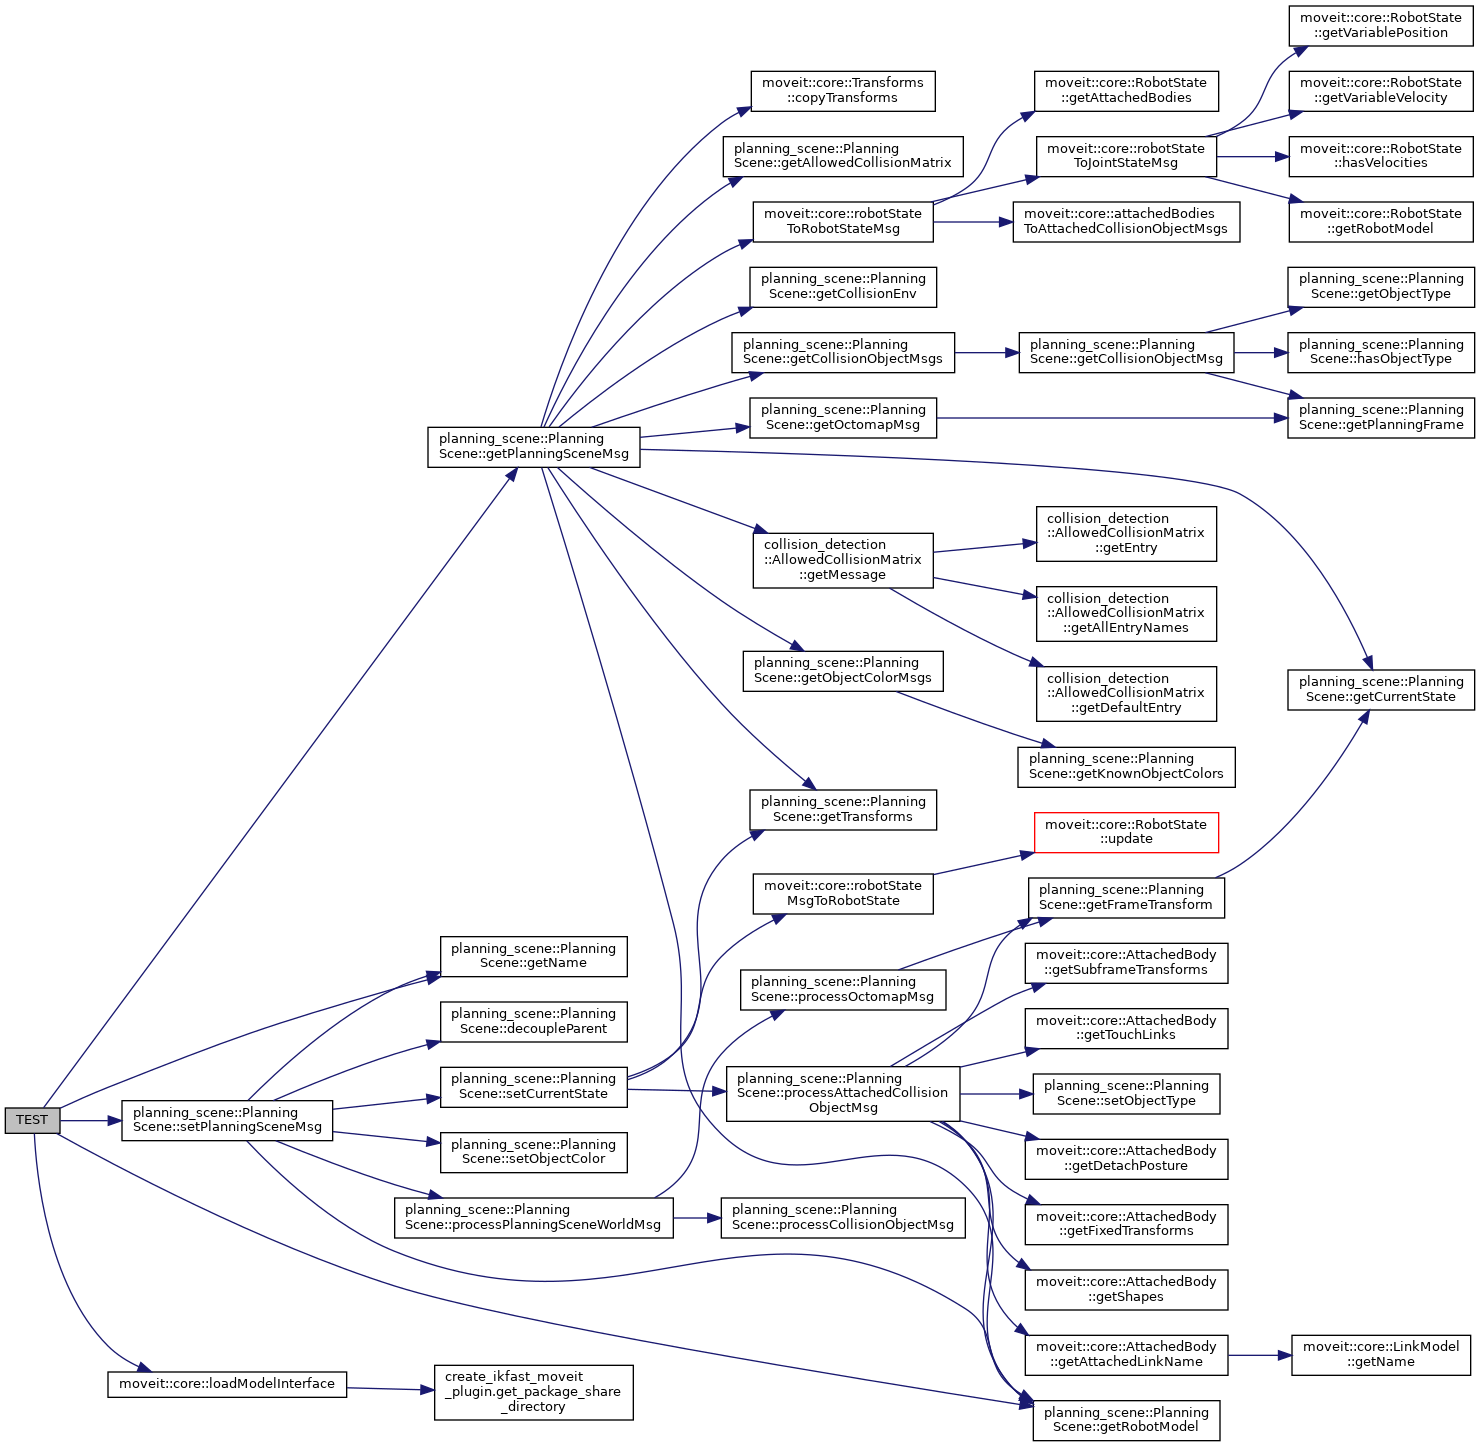 moveit::core::RobotState
::getVariablePosition
moveit::core::Transforms
::copyTransforms
moveit::core::RobotState
::getAttachedBodies
moveit::core::RobotState
::getVariableVelocity
planning_scene::Planning
Scene::getAllowedCollisionMatrix
moveit::core::robotState
ToJointStateMsg
moveit::core::RobotState
::hasVelocities
moveit::core::robotState
ToRobotStateMsg
moveit::core::attachedBodies
ToAttachedCollisionObjectMsgs
moveit::core::RobotState
::getRobotModel
planning_scene::Planning
Scene::getCollisionEnv
planning_scene::Planning
Scene::getObjectType
planning_scene::Planning
Scene::getCollisionObjectMsgs
planning_scene::Planning
Scene::getCollisionObjectMsg
planning_scene::Planning
Scene::hasObjectType
planning_scene::Planning
Scene::getOctomapMsg
planning_scene::Planning
Scene::getPlanningFrame
planning_scene::Planning
Scene::getPlanningSceneMsg
collision_detection
::AllowedCollisionMatrix
::getEntry
collision_detection
::AllowedCollisionMatrix
::getMessage
collision_detection
::AllowedCollisionMatrix
::getAllEntryNames
planning_scene::Planning
Scene::getObjectColorMsgs
collision_detection
::AllowedCollisionMatrix
::getDefaultEntry
planning_scene::Planning
Scene::getCurrentState
planning_scene::Planning
Scene::getKnownObjectColors
planning_scene::Planning
Scene::getTransforms
moveit::core::RobotState
::update
moveit::core::robotState
MsgToRobotState
planning_scene::Planning
Scene::getFrameTransform
planning_scene::Planning
Scene::getName
moveit::core::AttachedBody
::getSubframeTransforms
planning_scene::Planning
Scene::processOctomapMsg
planning_scene::Planning
Scene::decoupleParent
moveit::core::AttachedBody
::getTouchLinks
planning_scene::Planning
Scene::setCurrentState
planning_scene::Planning
Scene::processAttachedCollision
ObjectMsg
planning_scene::Planning
Scene::setObjectType
TEST
planning_scene::Planning
Scene::setPlanningSceneMsg
planning_scene::Planning
Scene::setObjectColor
moveit::core::AttachedBody
::getDetachPosture
planning_scene::Planning
Scene::processPlanningSceneWorldMsg
planning_scene::Planning
Scene::processCollisionObjectMsg
moveit::core::AttachedBody
::getFixedTransforms
moveit::core::AttachedBody
::getShapes
moveit::core::AttachedBody
::getAttachedLinkName
moveit::core::LinkModel
::getName
moveit::core::loadModelInterface
create_ikfast_moveit
_plugin.get_package_share
_directory
planning_scene::Planning
Scene::getRobotModel